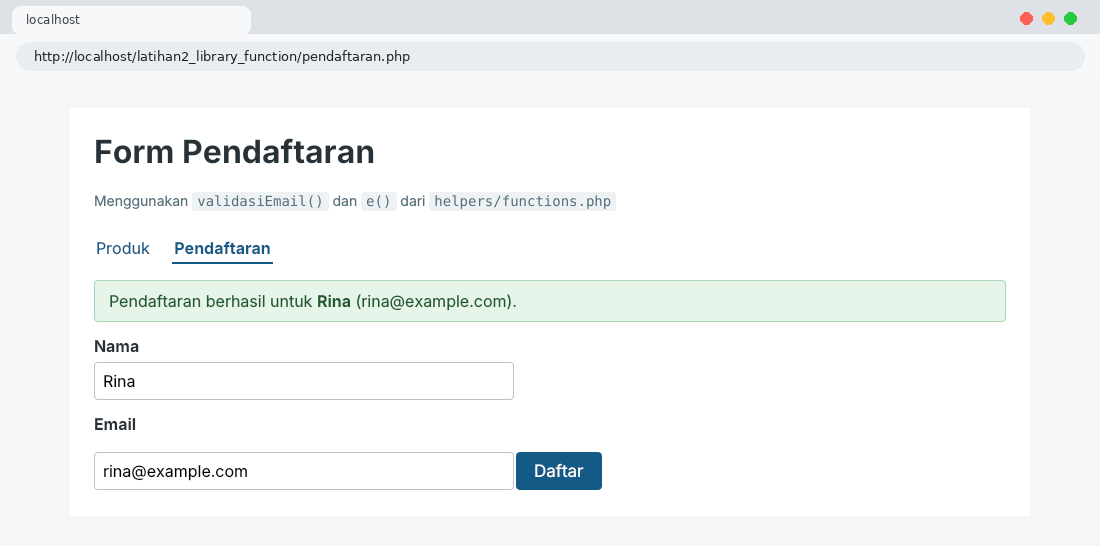 localhost
http://localhost/latihan2_library_function/pendaftaran.php
Form Pendaftaran
Menggunakan validasiEmail() dan e() dari helpers/functions.php
Produk Pendaftaran
Pendaftaran berhasil untuk Rina (rina@example.com).
Nama
Rina
Email
rina@example.com Daftar